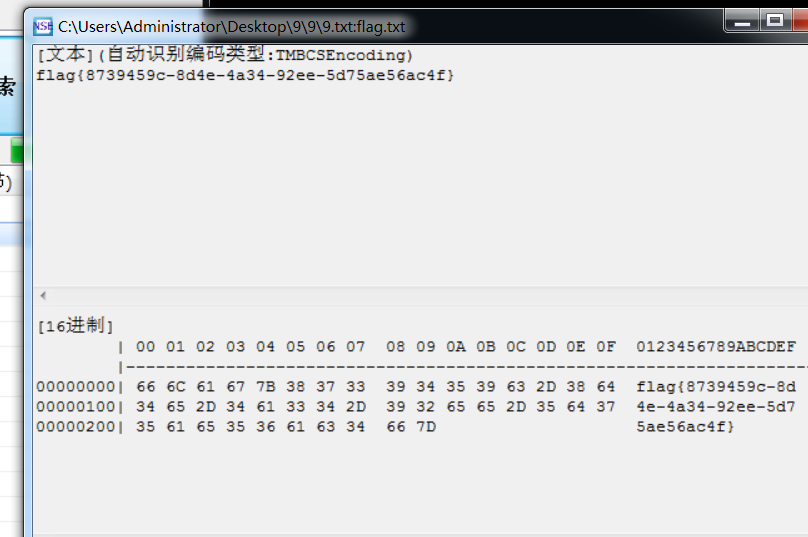 NSE C:\Users\Administrator\Desktop\9\9\9.txt:flag.txt
[文本](自动识别编码类型:TMBCSEncoding)
flag{8739459c-8d4e-4a34-92ee-5d75ae56ac4f}
索
节)
[16进制]
| 00 01 02 03 04 05 06 07 08 09 0A 0B 0C 0D 0E 0F 0123456789ABCDEF
00000000| 66 6C 61 67 7B 38 37 33 39 34 35 39 63 2D 38 64 flag{8739459c-8d
00000100| 34 65 2D 34 61 33 34 2D 39 32 65 65 2D 35 64 37 4e-4a34-92ee-5d7
00000200| 35 61 65 35 36 61 63 34 66 7D 5ae56ac4f}